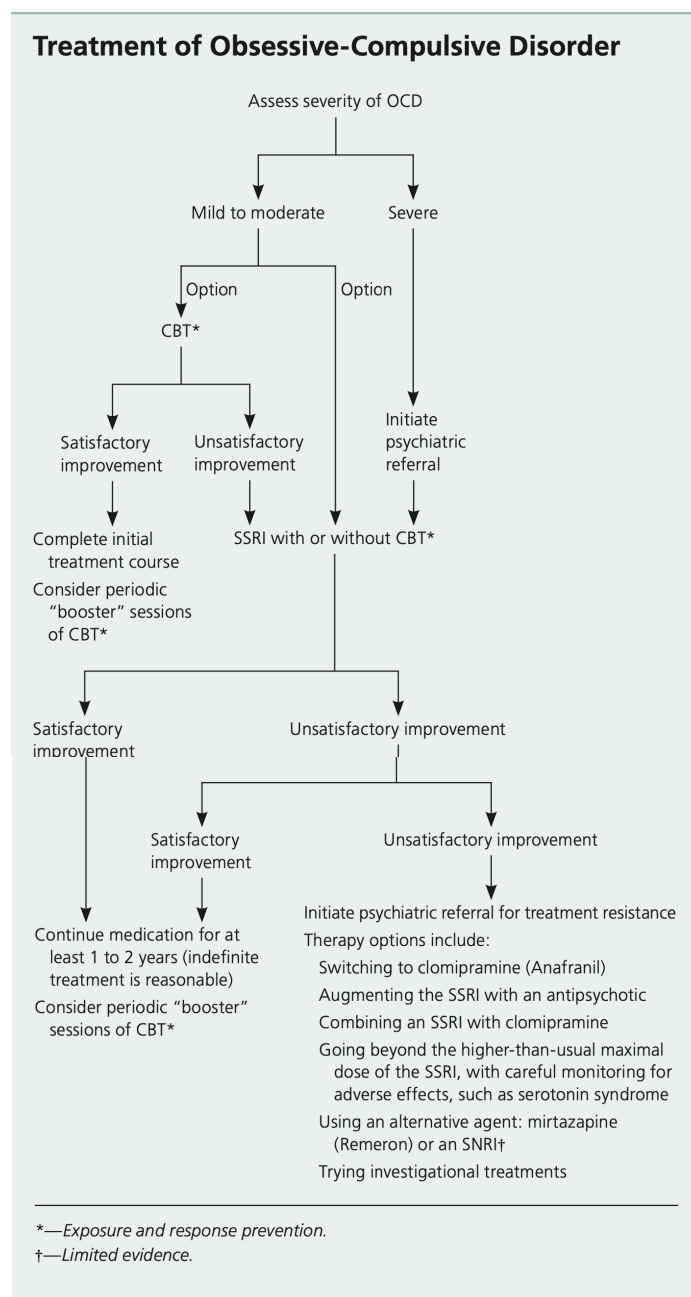 Treatment of Obsessive-Compulsive Disorder
Assess severity of OCD
Mild to moderate
Severe
Option
Option
CBT*
Satisfactory
improvement
Unsatisfactory
improvement
Initiate
psychiatric
referral
Complete initial
treatment course
Consider periodic
“booster” sessions
of CBT*
SSRI with or without CBT*
Satisfactory
improvement
Unsatisfactory improvement
Satisfactory
improvement
Unsatisfactory improvement
Continue medication for at
least 1 to 2 years (indefinite
treatment is reasonable)
Consider periodic “booster”
sessions of CBT*
Initiate psychiatric referral for treatment resistance
Therapy options include:
Switching to clomipramine (Anafranil)
Augmenting the SSRI with an antipsychotic
Combining an SSRI with clomipramine
Going beyond the higher-than-usual maximal
dose of the SSRI, with careful monitoring for
adverse effects, such as serotonin syndrome
Using an alternative agent: mirtazapine
(Remeron) or an SNRI†
Trying investigational treatments
*—Exposure and response prevention.
†—Limited evidence.